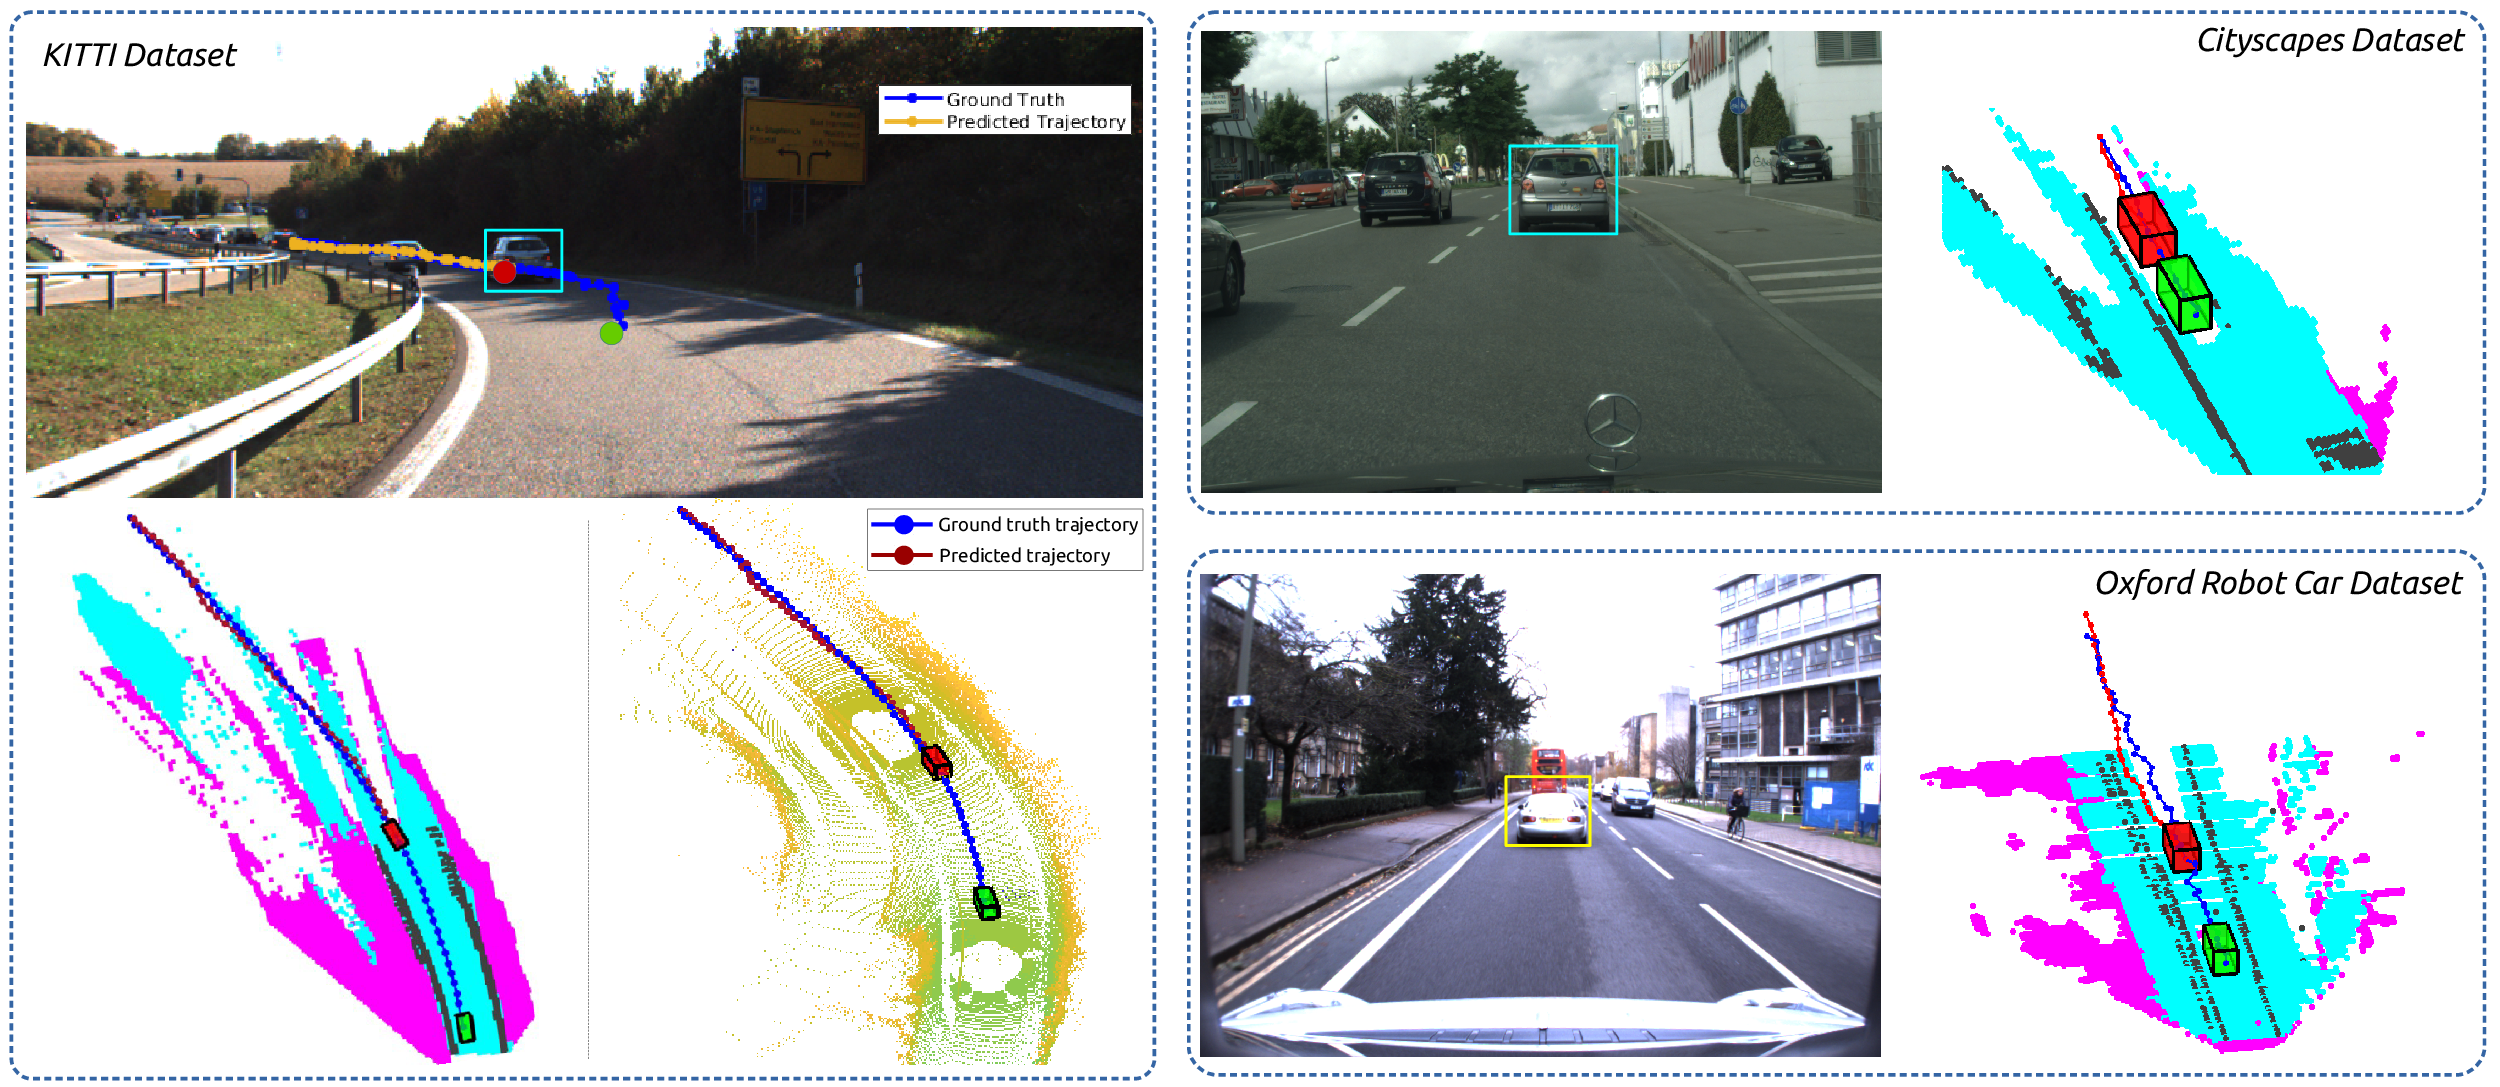 KITTI Dataset
Ground Truth
Predicted Trajectory
Ground truth trajectory
Predicted trajectory
Cityscapes Dataset
Oxford Robot Car Dataset